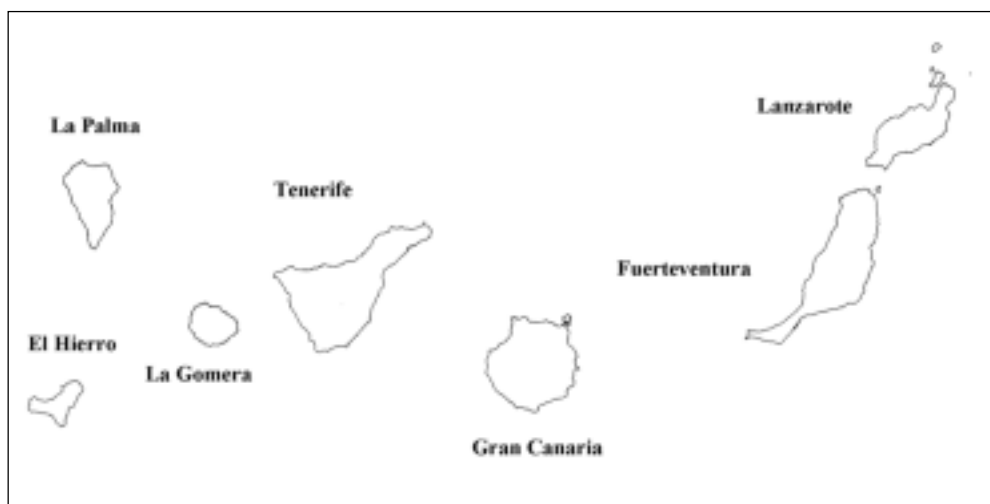 La Palma
Tenerife
Lanzarote
Fuerteventura
El Hierro
La Gomera
Gran Canaria